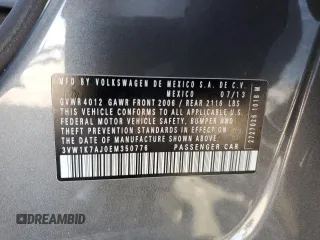 MFD BY VOLKSWAGEN DE MEXICO S.A. DE C.V.
MEXICO 07/13
GVWR 4012 GAWR FRONT 2006 / REAR 2116 LBS
THIS VEHICLE CONFORMS TO ALL APPLICABLE
FEDERAL MOTOR VEHICLE SAFETY, BUMPER, AND
THEFT PREVENTION STANDARDS IN EFFECT ON THE
DATE OF MANUFACTURE SHOWN ABOVE
3VW1K7AJ0EM350776 PASSENGER CAR
©AUTOBIDMASTER